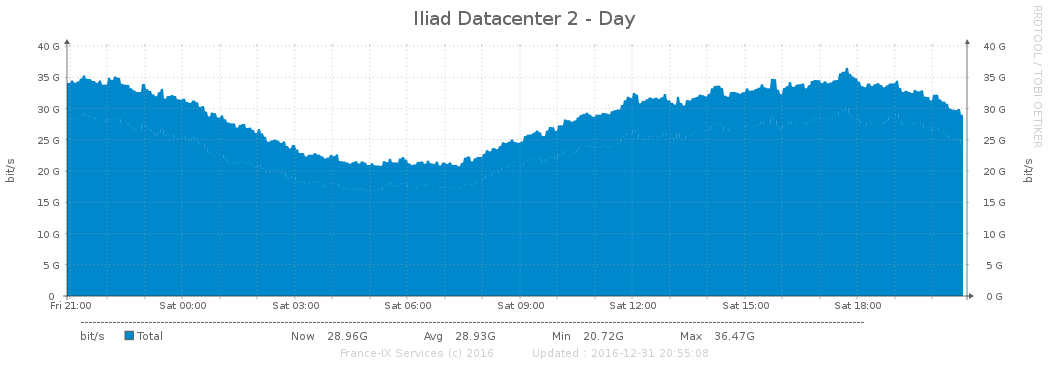 Iliad Datacenter 2 - Day
RRDTOOL / TOBI OETIKER
40 G 40 G
35 G 35 G
30 G 30 G
25 G 25 G
20 G 20 G
15 G 15 G
10 G 10 G
5 G 5 G
0 0 G
bit/s
bit/s
Fri 21:00 Sat 00:00 Sat 03:00 Sat 06:00 Sat 09:00 Sat 12:00 Sat 15:00 Sat 18:00
bit/s Total Now 28.96G Avg 28.93G Min 20.72G Max 36.47G
France-IX Services (c) 2016 Updated : 2016-12-31 20:55:08